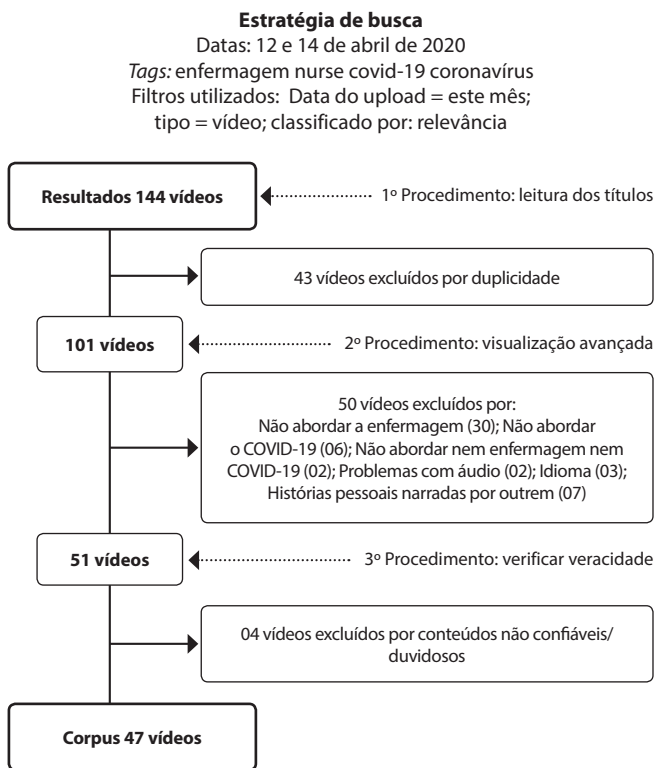 Estratégia de busca
Datas: 12 e 14 de abril de 2020
Tags: enfermagem nurse covid-19 coronavírus
Filtros utilizados: Data do upload = este mês;
tipo = vídeo; classificado por: relevância
Resultados 144 vídeos
1º Procedimento: leitura dos títulos
43 vídeos excluídos por duplicidade
101 vídeos
2º Procedimento: visualização avançada
50 vídeos excluídos por:
Não abordar a enfermagem (30); Não abordar
o COVID-19 (06); Não abordar nem enfermagem nem
COVID-19 (02); Problemas com áudio (02); Idioma (03);
Histórias pessoais narradas por outrem (07)
51 vídeos
3º Procedimento: verificar veracidade
04 vídeos excluídos por conteúdos não confiáveis/
duvidosos
Corpus 47 vídeos